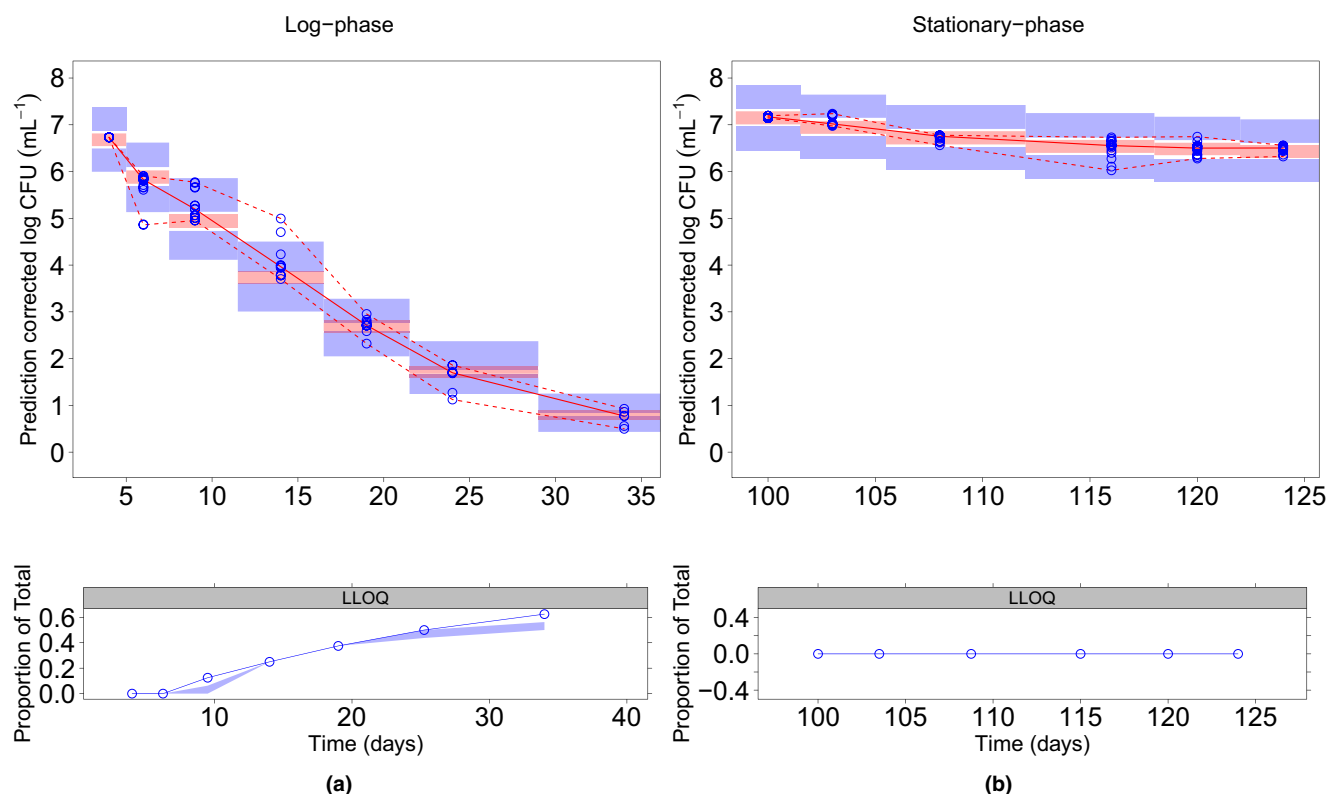 Log−phase
Prediction corrected log CFU (mL−1)
8
7
6
5
4
3
2
1
0
5 10 15 20 25 30 35
Stationary−phase
Prediction corrected log CFU (mL−1)
8
7
6
5
4
3
2
1
0
100 105 110 115 120 125
LLOQ
Proportion of Total
0.6
0.4
0.2
0.0
10 20 30 40
Time (days)
(a)
LLOQ
Proportion of Total
0.4
0.0
−0.4
100 105 110 115 120 125
Time (days)
(b)